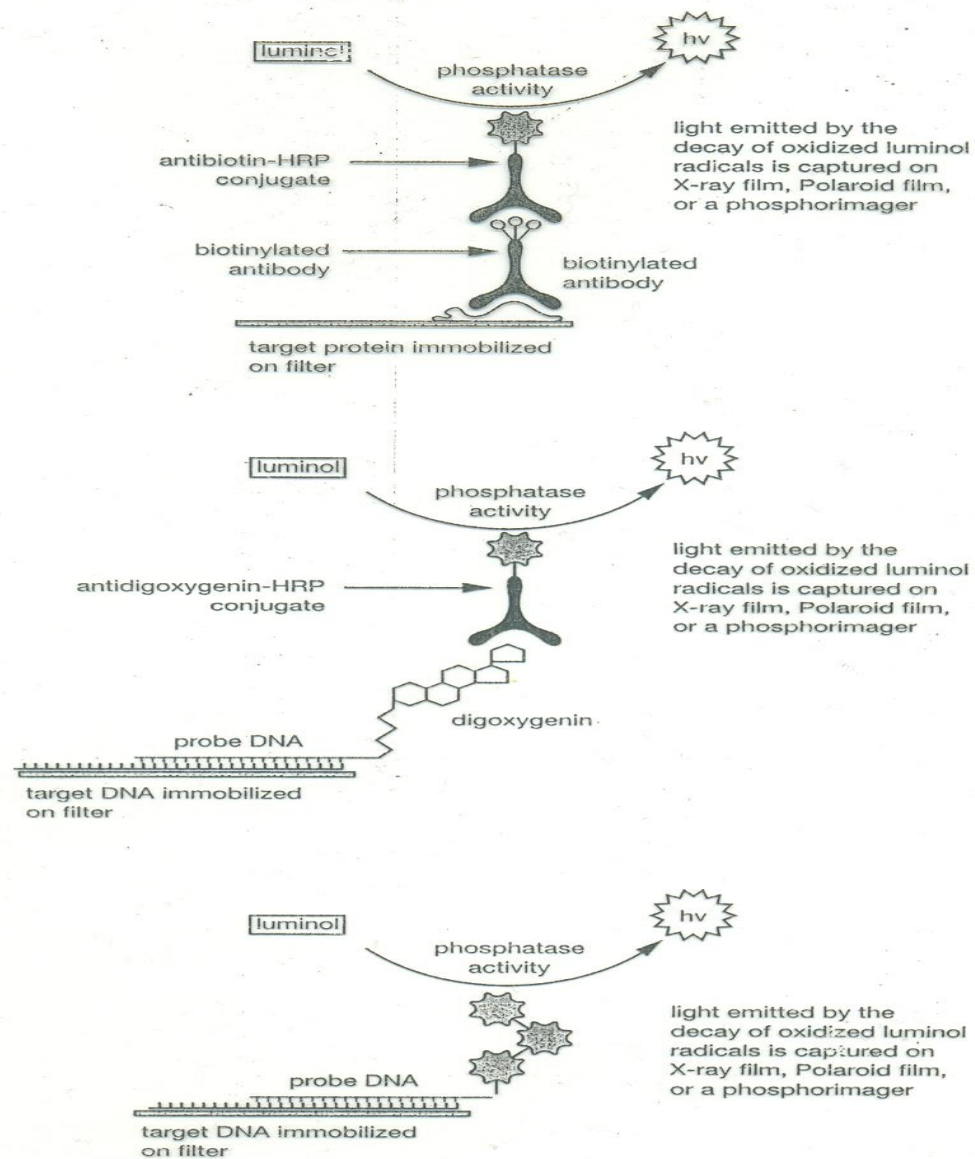 luminol
hv
phosphatase
activity
antibiotin-HRP
conjugate
light emitted by the
decay of oxidized luminol
radicals is captured on
X-ray film, Polaroid film,
or a phosphorimager
biotinylated
antibody
biotinylated
antibody
target protein immobilized
on filter
luminol
hv
phosphatase
activity
antidigoxygenin-HRP
conjugate
light emitted by the
decay of oxidized luminol
radicals is captured on
X-ray film, Polaroid film,
or a phosphorimager
digoxygenin
probe DNA
target DNA immobilized
on filter
luminol
hv
phosphatase
activity
light emitted by the
decay of oxidized luminol
radicals is captured on
X-ray film, Polaroid film,
or a phosphorimager
probe DNA
target DNA immobilized
on filter